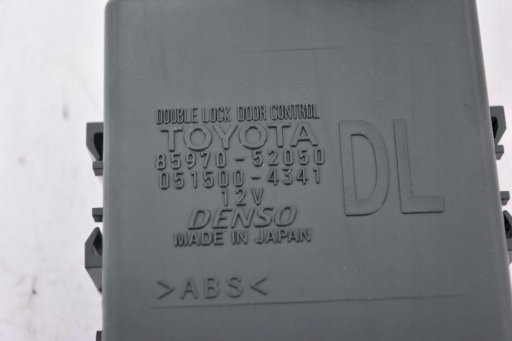 DOUBLE LOCK DOOR CONTROL
TOYOTA
85970-52050
051500-4341
12V
DENSO
MADE IN JAPAN
DL
>ABS<